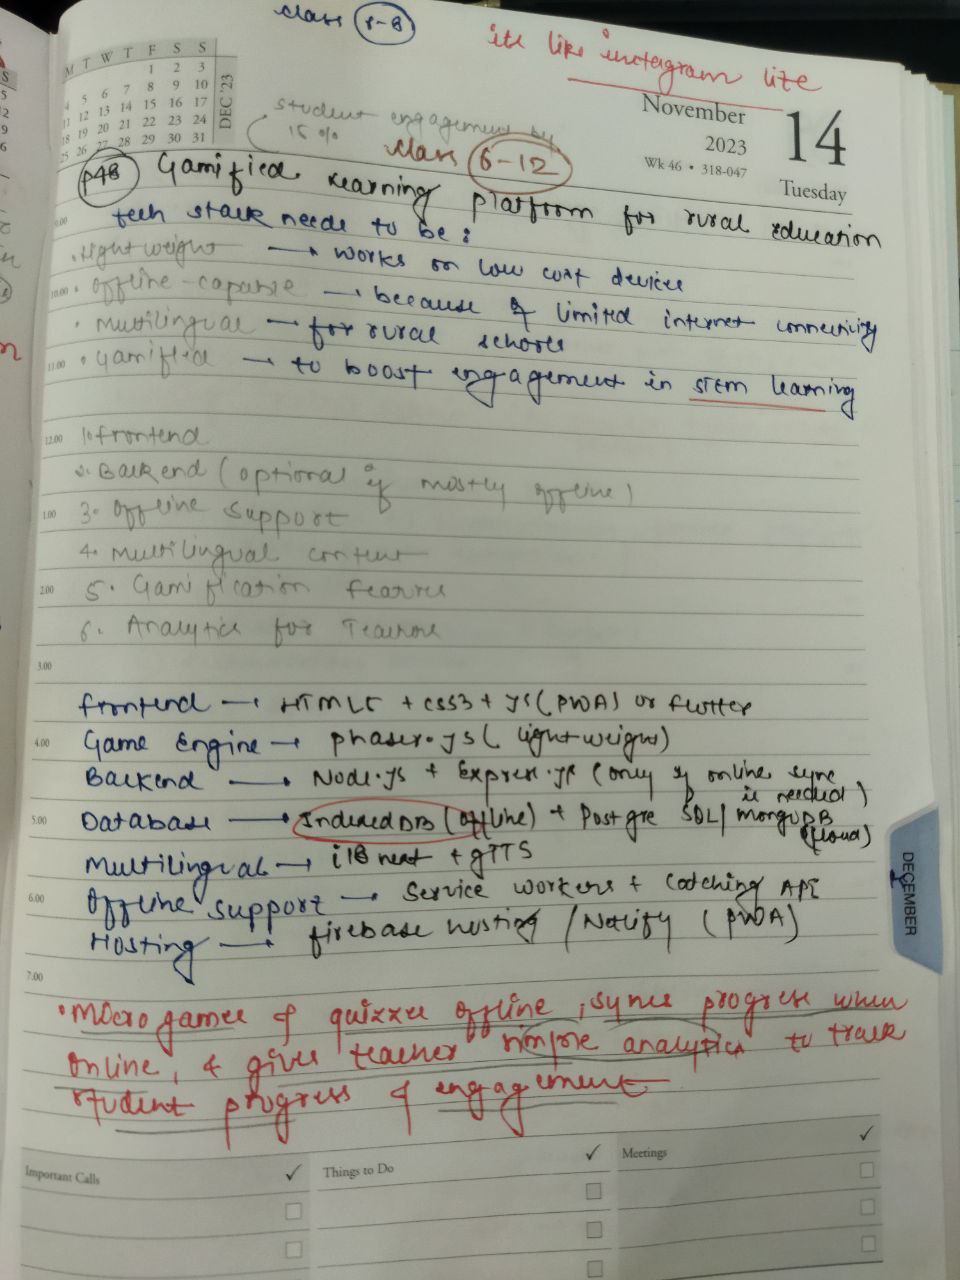 class 1-8
its like instagram lite
M T W T F S S
1 2 3
4 5 6 7 8 9 10
11 12 13 14 15 16 17
18 19 20 21 22 23 24
25 26 27 28 29 30 31
DEC '23
November
2023
14
Wk 46 • 318-047
Tuesday
student engagement by
15 %
class 6-12
Gamified Learning platform for rural education
tech stack needs to be:
• lightweight → works on low cost devices
• offline-capable → because of limited internet connectivity
• Multilingual → for rural schools
• Gamified → to boost engagement in STEM learning
1. frontend
2. Backend (optional if mostly offline)
3. Offline Support
4. Multilingual content
5. Gamification
6. Analytics for
frontend → HTML5 + CSS3 + JS (PWA) or flutter
Game Engine → phaser.js (lightweight)
Backend → Node.js + Express.js (only if online sync
is needed)
Database → IndexedDB (offline) + PostgreSQL/mongoDB
(cloud)
Multilingual → i18 next + gTTS
Offline support → Service workers + Catching API
Hosting → firebase hosting / Netlify (PWA)
• Micro games & quizzes offline, syncs progress when
online, & gives teacher simple analytics to track
student progress & engagement
9.00
10.00
11.00
12.00
1.00
2.00
3.00
4.00
5.00
6.00
7.00
DECEMBER
Important Calls ✓
Things to Do ✓
Meetings ✓